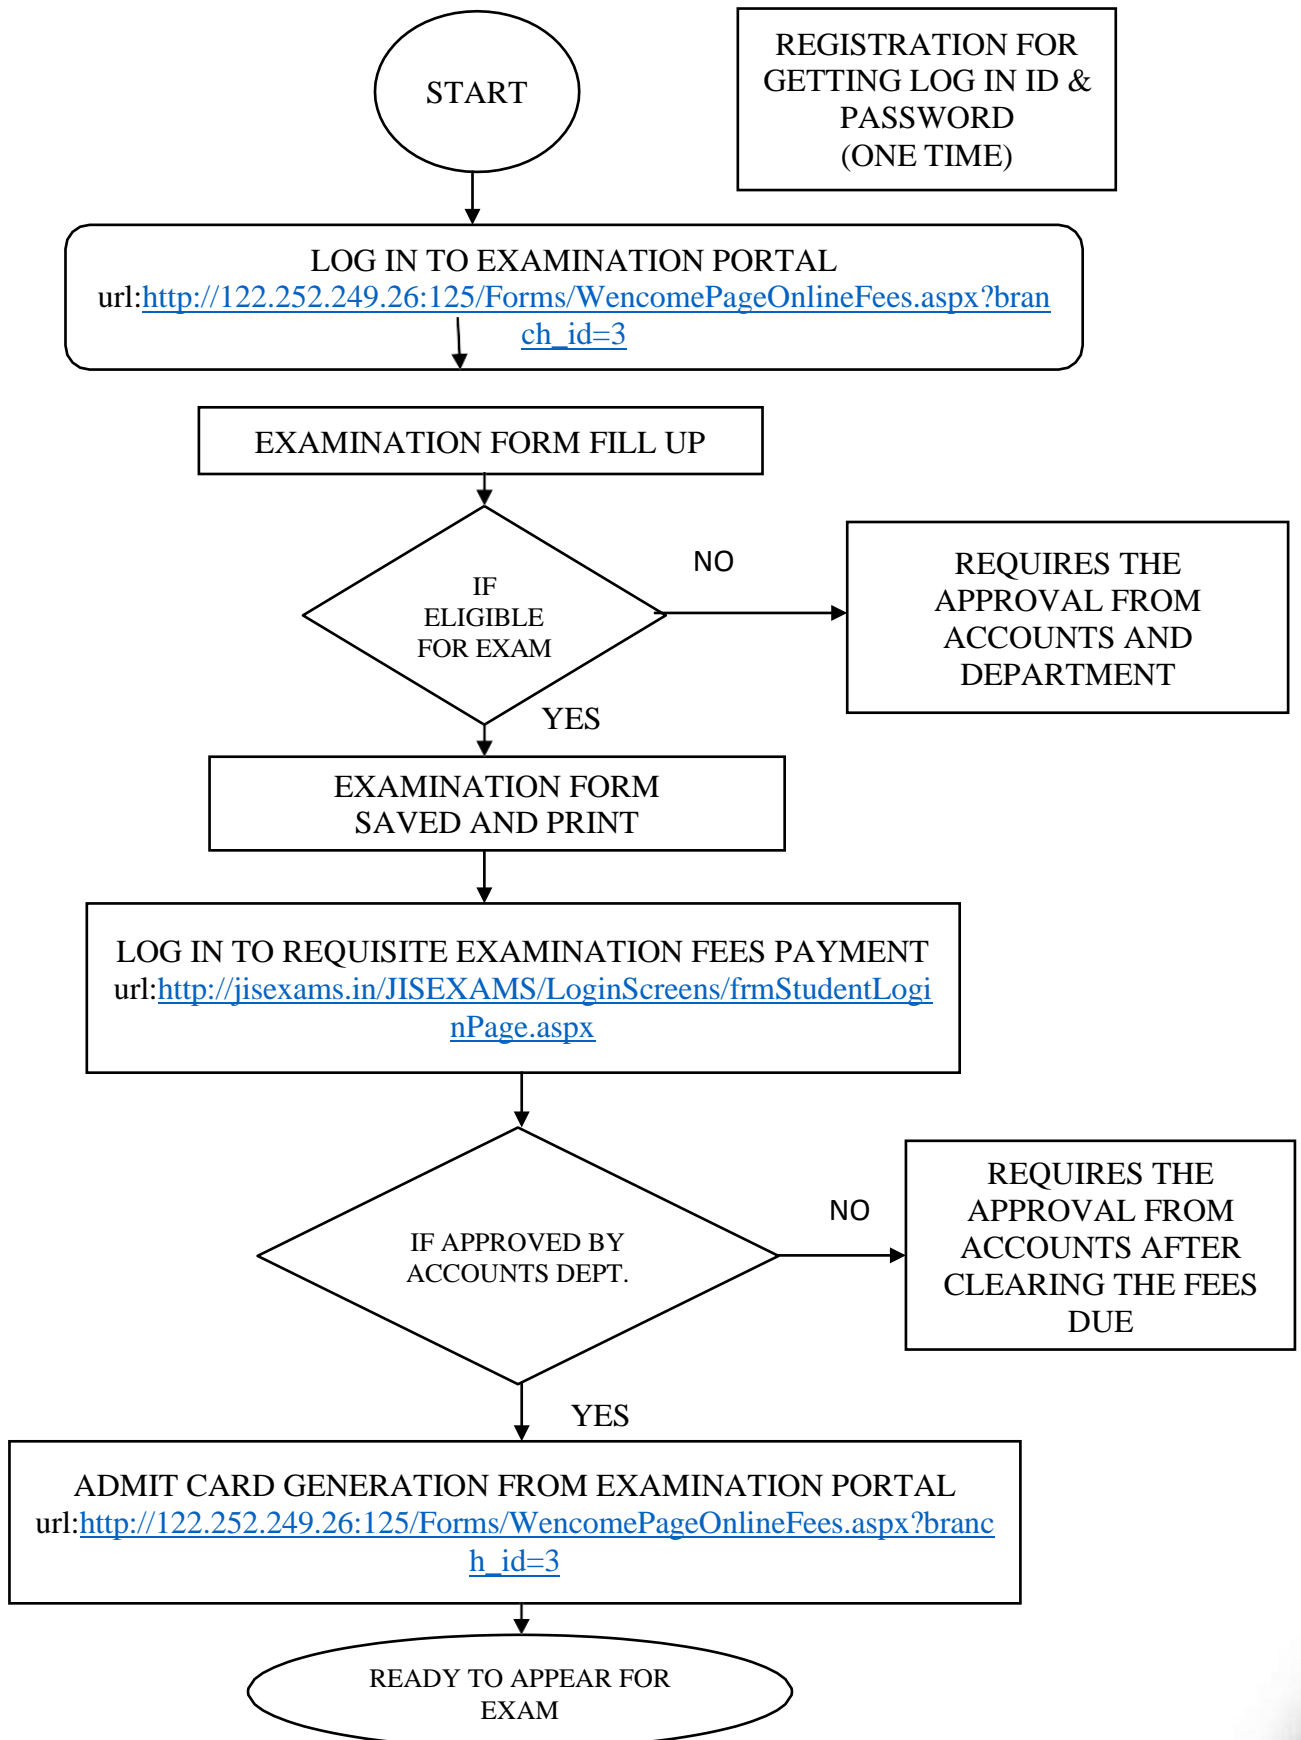 START
REGISTRATION FOR
GETTING LOG IN ID &
PASSWORD
(ONE TIME)
LOG IN TO EXAMINATION PORTAL
url:http://122.252.249.26:125/Forms/WencomePageOnlineFees.aspx?bran
ch_id=3
EXAMINATION FORM FILL UP
IF
ELIGIBLE
FOR EXAM
NO
REQUIRES THE
APPROVAL FROM
ACCOUNTS AND
DEPARTMENT
YES
EXAMINATION FORM
SAVED AND PRINT
LOG IN TO REQUISITE EXAMINATION FEES PAYMENT
url:http://jisexams.in/JISEXAMS/LoginScreens/frmStudentLogi
nPage.aspx
IF APPROVED BY
ACCOUNTS DEPT.
NO
REQUIRES THE
APPROVAL FROM
ACCOUNTS AFTER
CLEARING THE FEES
DUE
YES
ADMIT CARD GENERATION FROM EXAMINATION PORTAL
url:http://122.252.249.26:125/Forms/WencomePageOnlineFees.aspx?branc
h_id=3
READY TO APPEAR FOR
EXAM